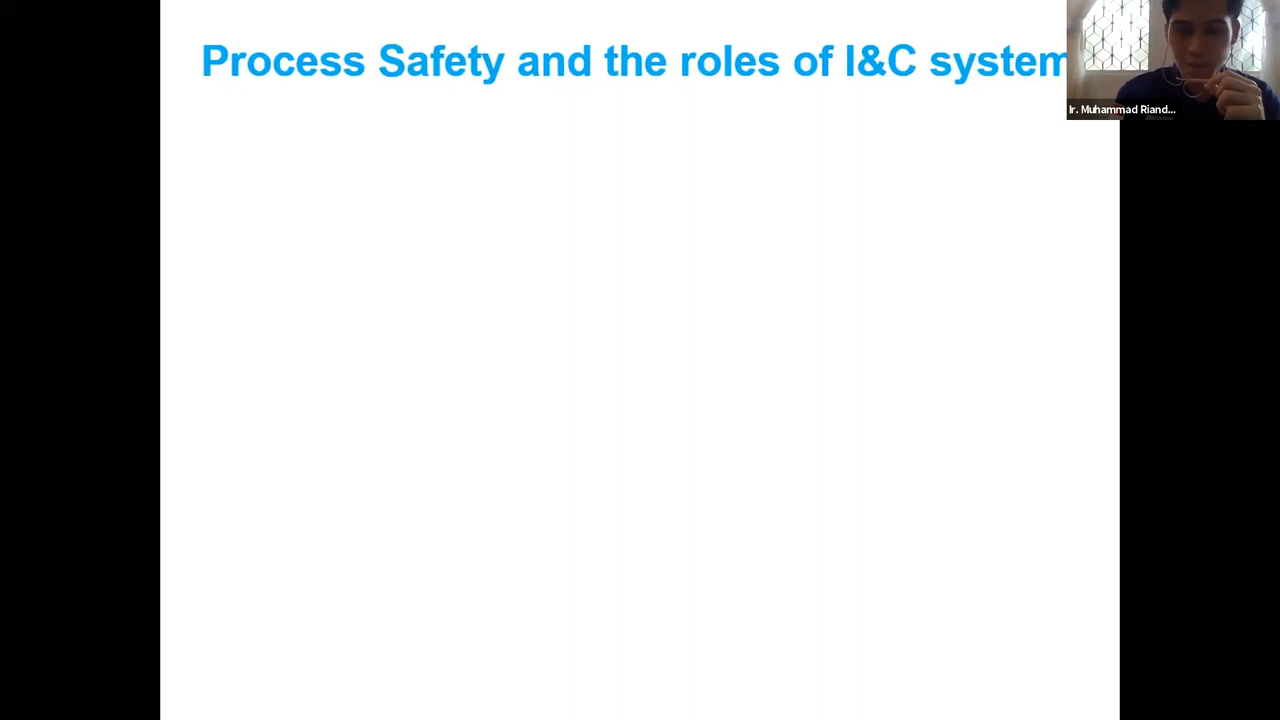 Process Safety and the roles of I&C system
Ir. Muhammad Riand...